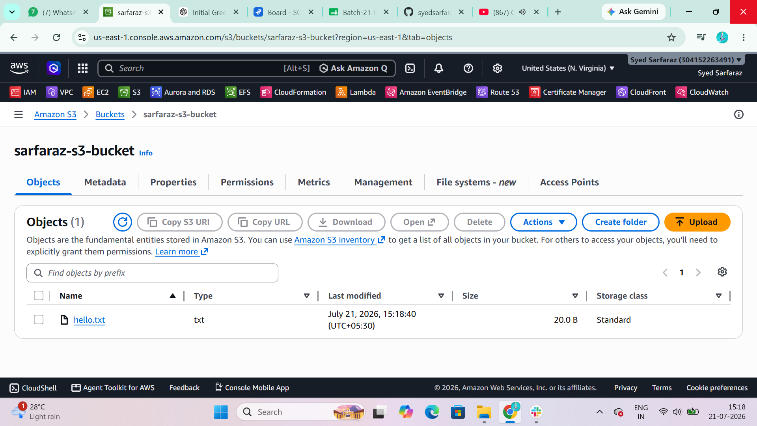 (7) Whats
sarfaraz-s3
Initial Gre
Board - SC
Batch-21 I
syedsarfa
(867) C
Ask Gemini
us-east-1.console.aws.amazon.com/s3/buckets/sarfaraz-s3-bucket?region=us-east-1&tab=objects
aws
Search
[Alt+S]
Ask Amazon Q
United States (N. Virginia)
Syed Sarfaraz (304152263491)
Syed Sarfaraz
IAM
VPC
EC2
S3
Aurora and RDS
EFS
CloudFormation
Lambda
Amazon EventBridge
Route 53
Certificate Manager
CloudFront
CloudWatch
Amazon S3
Buckets
sarfaraz-s3-bucket
sarfaraz-s3-bucket Info
Objects
Metadata
Properties
Permissions
Metrics
Management
File systems - new
Access Points
Objects (1)
Copy S3 URI
Copy URL
Download
Open
Delete
Actions
Create folder
Upload
Objects are the fundamental entities stored in Amazon S3. You can use Amazon S3 inventory to get a list of all objects in your bucket. For others to access your objects, you'll need to
explicitly grant them permissions. Learn more
Find objects by prefix
1
Name
Type
Last modified
Size
Storage class
hello.txt
txt
July 21, 2026, 15:18:40
(UTC+05:30)
20.0 B
Standard
CloudShell
Agent Toolkit for AWS
Feedback
Console Mobile App
© 2026, Amazon Web Services, Inc. or its affiliates.
Privacy
Terms
Cookie preferences
1
28°C
Light rain
Search
ENG
IN
15:18
21-07-2026